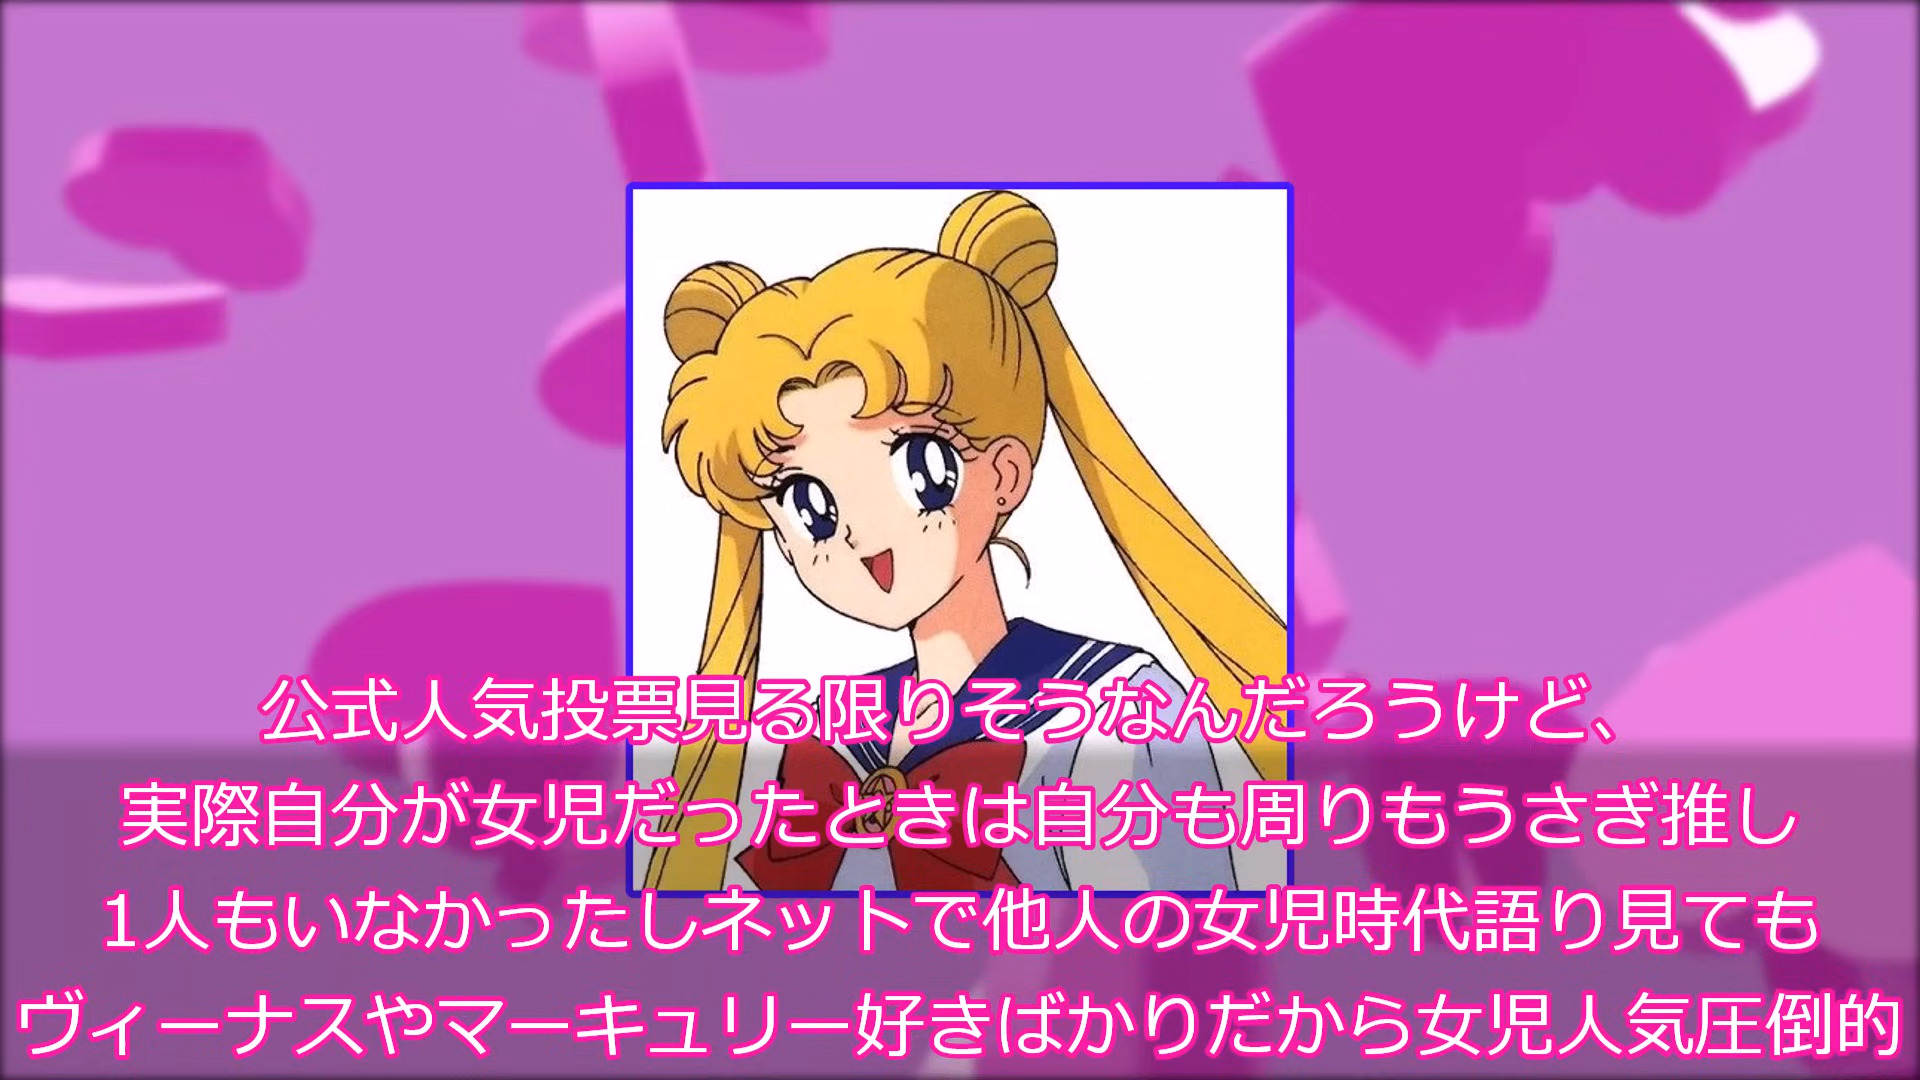 公式人気投票見る限りそうなんだろうけど、
実際自分が女児だったときは自分も周りもうさぎ推し
1人もいなかったしネットで他人の女児時代語り見ても
ヴィーナスやマーキュリー好きばかりだから女児人気圧倒的